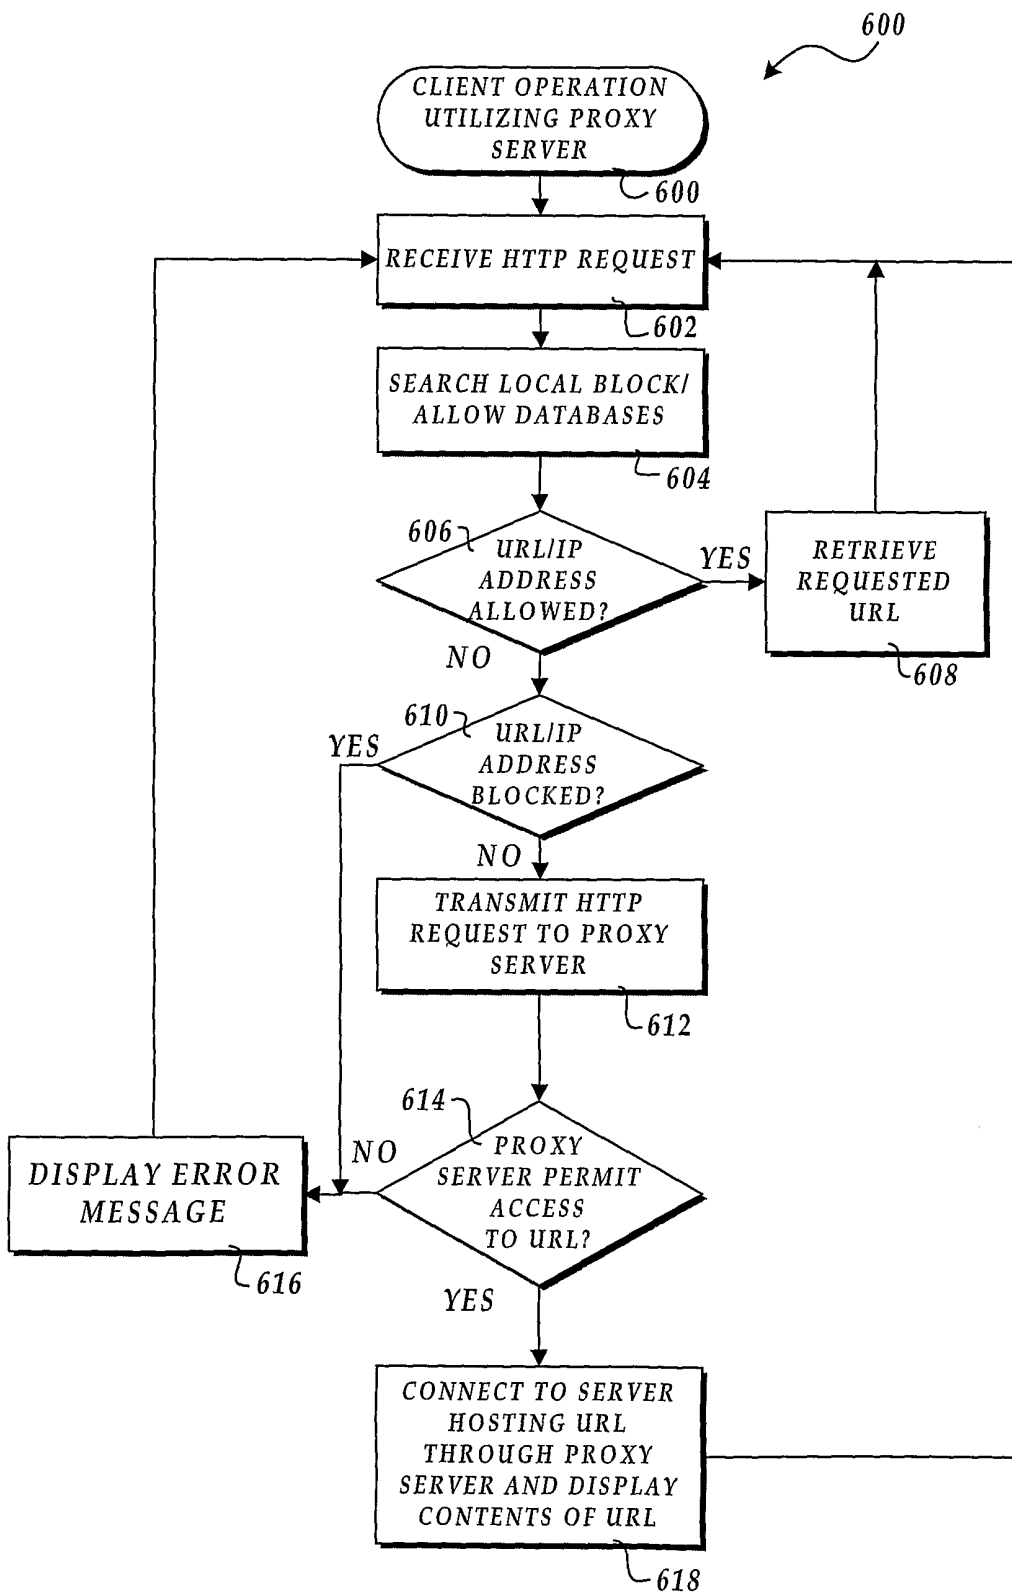 600
CLIENT OPERATION
UTILIZING PROXY
SERVER
600
RECEIVE HTTP REQUEST
602
SEARCH LOCAL BLOCK/
ALLOW DATABASES
604
606
URL/IP
ADDRESS
ALLOWED?
YES
RETRIEVE
REQUESTED
URL
608
NO
610
URL/IP
ADDRESS
BLOCKED?
YES
NO
TRANSMIT HTTP
REQUEST TO PROXY
SERVER
612
614
PROXY
SERVER PERMIT
ACCESS
TO URL?
NO
DISPLAY ERROR
MESSAGE
616
YES
CONNECT TO SERVER
HOSTING URL
THROUGH PROXY
SERVER AND DISPLAY
CONTENTS OF URL
618